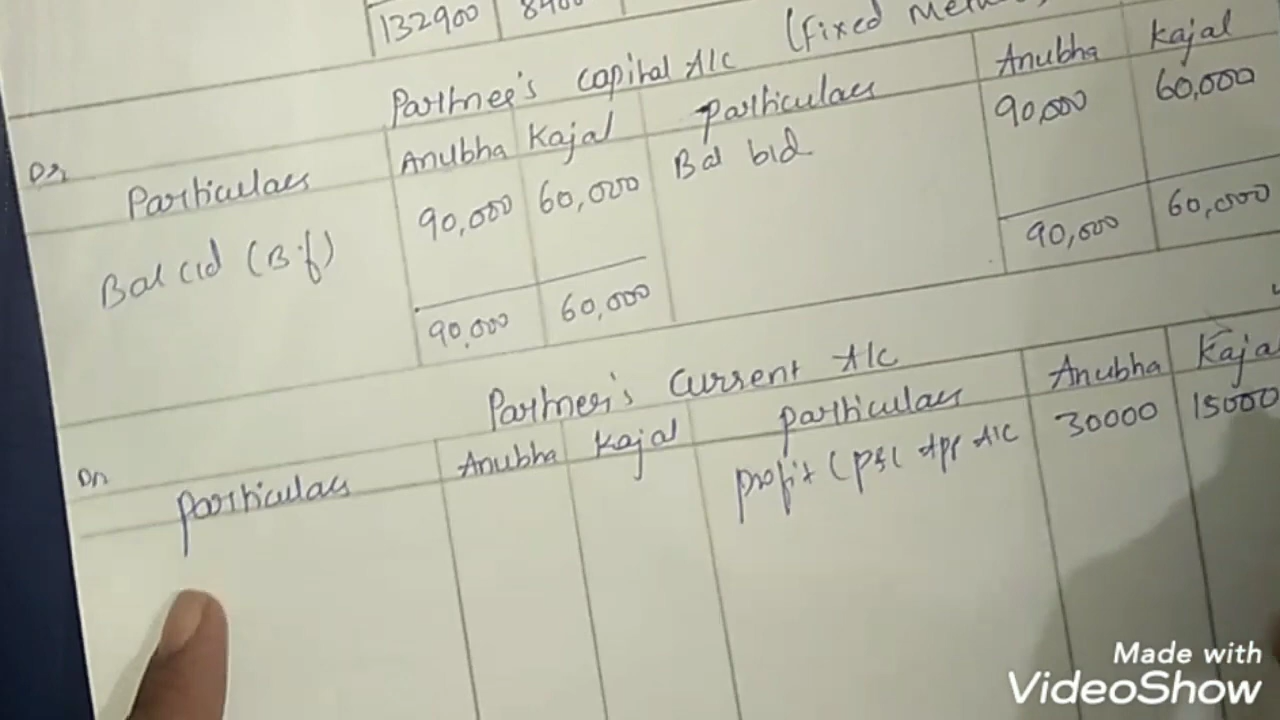 132900 8400
Partner's capital A/c (Fixed
Dr Anubha Kajal
Particulars Anubha Kajal Particulars 90,000 60,000
Bal c/d (B.f) 90,000 60,000 Bal b/d
90,000 60,000 90,000 60,000
Partner's Current A/c
Dr Anubha Kaja
Particulars Anubha Kajal particulars 30000 15000
profit (P&L App A/C
Made with
VideoShow